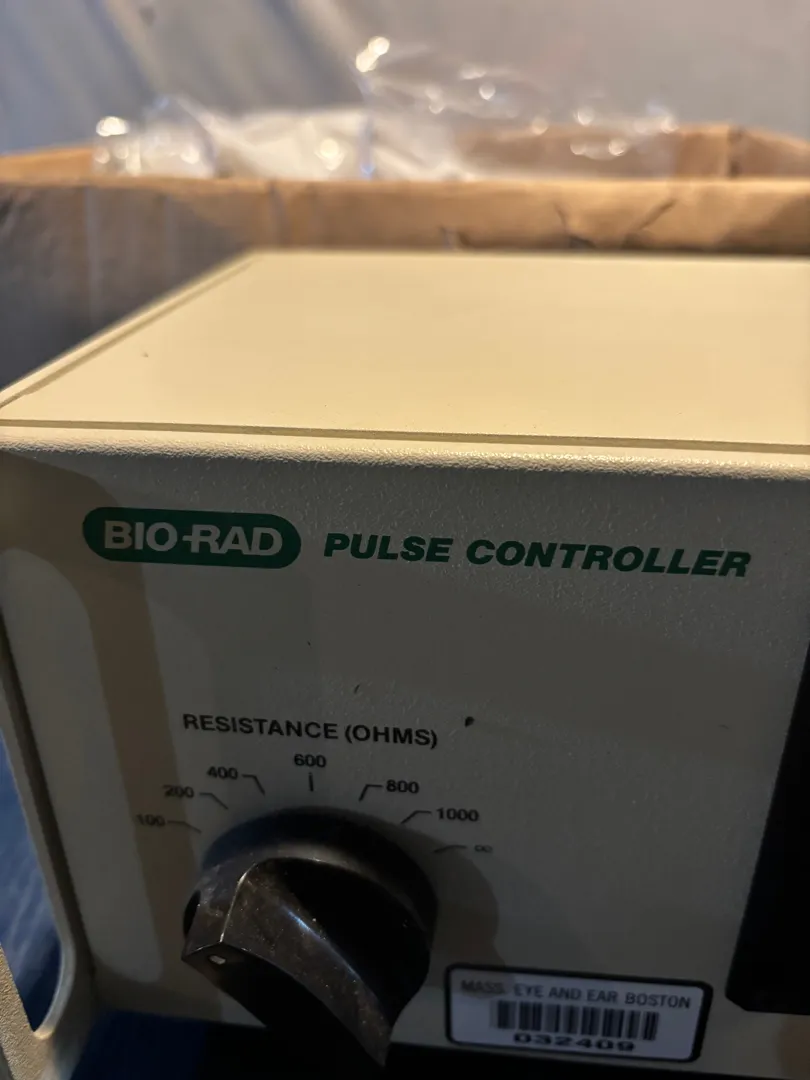 BIO-RAD PULSE CONTROLLER
RESISTANCE (OHMS)
600
400
800
200
1000
100
∞
MASS. EYE AND EAR BOSTON
032409